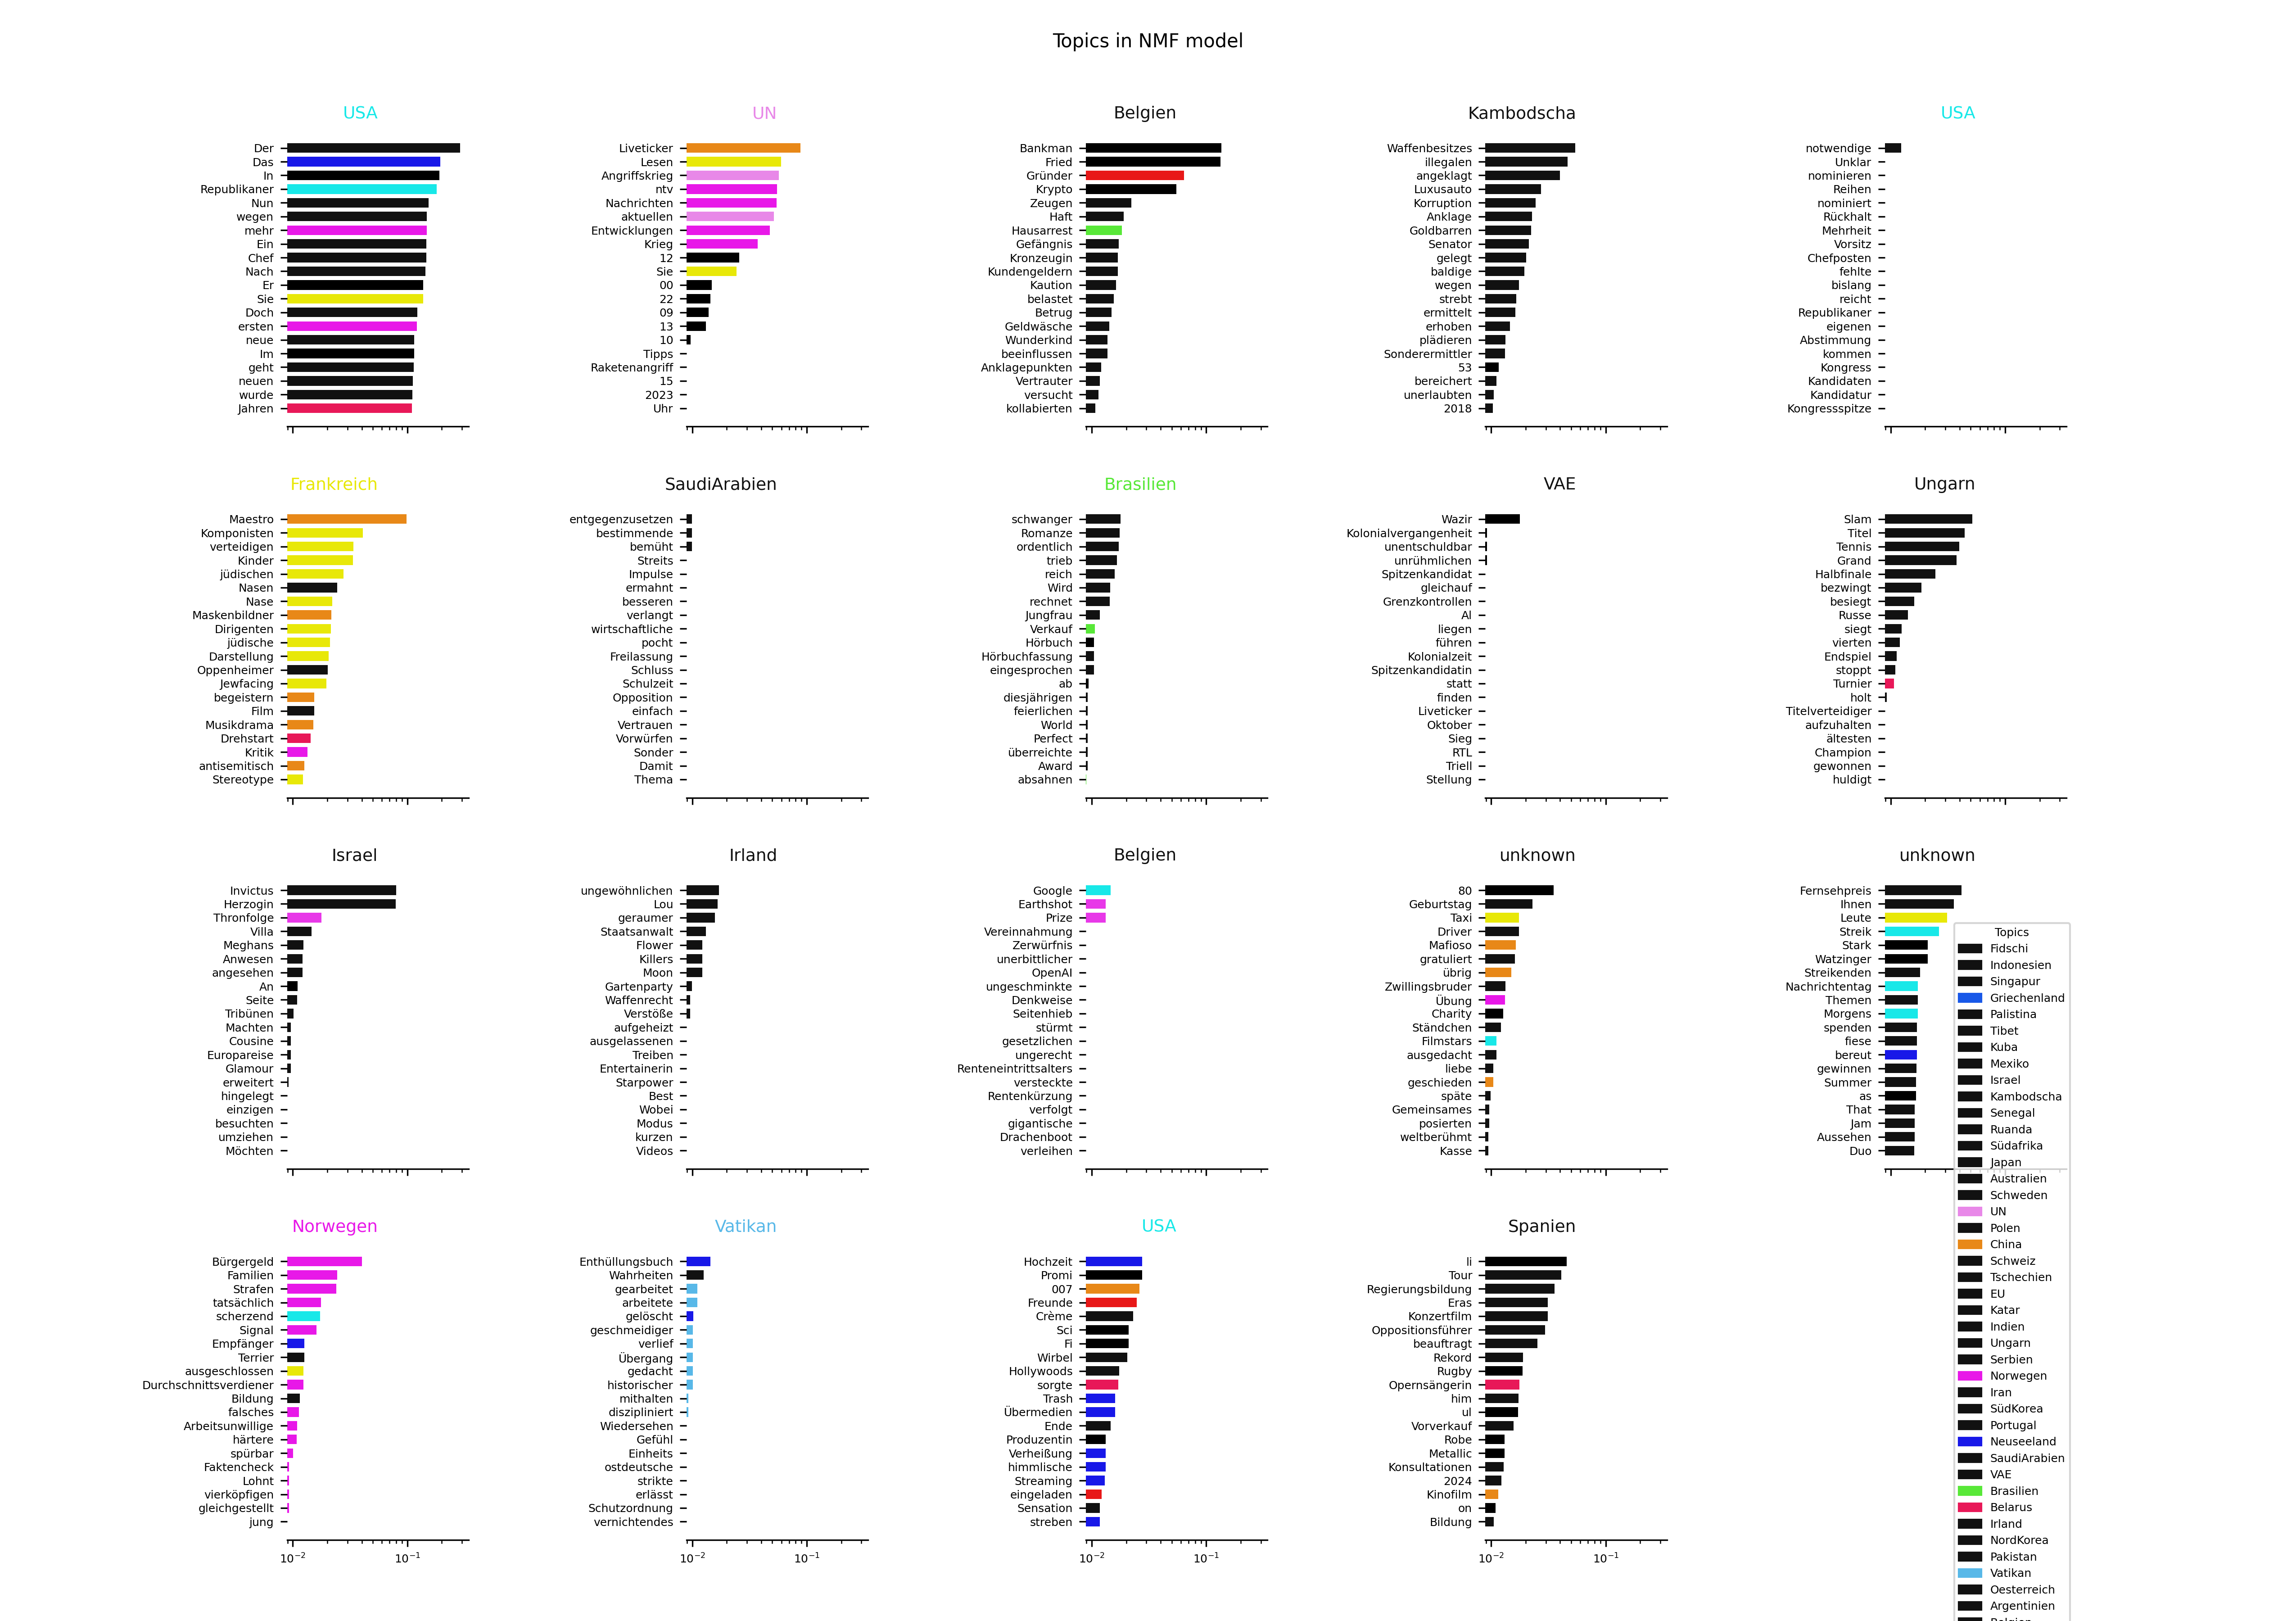 Topics in NMF model
USA
Der
Das
In
Republikaner
Nun
wegen
mehr
Ein
Chef
Nach
Er
Sie
Doch
ersten
neue
Im
geht
neuen
wurde
Jahren
UN
Liveticker
Lesen
Angriffskrieg
ntv
Nachrichten
aktuellen
Entwicklungen
Krieg
12
Sie
00
22
09
13
10
Tipps
Raketenangriff
15
2023
Uhr
Belgien
Bankman
Fried
Gründer
Krypto
Zeugen
Haft
Hausarrest
Gefängnis
Kronzeugin
Kundengeldern
Kaution
belastet
Betrug
Geldwäsche
Wunderkind
beeinflussen
Anklagepunkten
Vertrauter
versucht
kollabierten
Kambodscha
Waffenbesitzes
illegalen
angeklagt
Luxusauto
Korruption
Anklage
Goldbarren
Senator
gelegt
baldige
wegen
strebt
ermittelt
erhoben
plädieren
Sonderermittler
53
bereichert
unerlaubten
2018
USA
notwendige
Unklar
nominieren
Reihen
nominiert
Rückhalt
Mehrheit
Vorsitz
Chefposten
fehlte
bislang
reicht
Republikaner
eigenen
Abstimmung
kommen
Kongress
Kandidaten
Kandidatur
Kongressspitze
Frankreich
Maestro
Komponisten
verteidigen
Kinder
jüdischen
Nasen
Nase
Maskenbildner
Dirigenten
jüdische
Darstellung
Oppenheimer
Jewfacing
begeistern
Film
Musikdrama
Drehstart
Kritik
antisemitisch
Stereotype
SaudiArabien
entgegenzusetzen
bestimmende
bemüht
Streits
Impulse
ermahnt
besseren
verlangt
wirtschaftliche
pocht
Freilassung
Schluss
Schulzeit
Opposition
einfach
Vertrauen
Vorwürfen
Sonder
Damit
Thema
Brasilien
schwanger
Romanze
ordentlich
trieb
reich
Wird
rechnet
Jungfrau
Verkauf
Hörbuch
Hörbuchfassung
eingesprochen
ab
diesjährigen
feierlichen
World
Perfect
überreichte
Award
absahnen
VAE
Wazir
Kolonialvergangenheit
unentschuldbar
unrühmlichen
Spitzenkandidat
gleichauf
Grenzkontrollen
Al
liegen
führen
Kolonialzeit
Spitzenkandidatin
statt
finden
Liveticker
Oktober
Sieg
RTL
Triell
Stellung
Ungarn
Slam
Titel
Tennis
Grand
Halbfinale
bezwingt
besiegt
Russe
siegt
vierten
Endspiel
stoppt
Turnier
holt
Titelverteidiger
aufzuhalten
ältesten
Champion
gewonnen
huldigt
Israel
Invictus
Herzogin
Thronfolge
Villa
Meghans
Anwesen
angesehen
An
Seite
Tribünen
Machten
Cousine
Europareise
Glamour
erweitert
hingelegt
einzigen
besuchten
umziehen
Möchten
Irland
ungewöhnlichen
Lou
geraumer
Staatsanwalt
Flower
Killers
Moon
Gartenparty
Waffenrecht
Verstöße
aufgeheizt
ausgelassenen
Treiben
Entertainerin
Starpower
Best
Wobei
Modus
kurzen
Videos
Belgien
Google
Earthshot
Prize
Vereinnahmung
Zerwürfnis
unerbittlicher
OpenAI
ungeschminkte
Denkweise
Seitenhieb
stürmt
gesetzlichen
ungerecht
Renteneintrittsalters
versteckte
Rentenkürzung
verfolgt
gigantische
Drachenboot
verleihen
unknown
80
Geburtstag
Taxi
Driver
Mafioso
gratuliert
übrig
Zwillingsbruder
Übung
Charity
Ständchen
Filmstars
ausgedacht
liebe
geschieden
späte
Gemeinsames
posierten
weltberühmt
Kasse
unknown
Fernsehpreis
Ihnen
Leute
Streik
Stark
Watzinger
Streikenden
Nachrichtentag
Themen
Morgens
spenden
fiese
bereut
gewinnen
Summer
as
That
Jam
Aussehen
Duo
Norwegen
Bürgergeld
Familien
Strafen
tatsächlich
scherzend
Signal
Empfänger
Terrier
ausgeschlossen
Durchschnittsverdiener
Bildung
falsches
Arbeitsunwillige
härtere
spürbar
Faktencheck
Lohnt
vierköpfigen
gleichgestellt
jung
10⁻² 10⁻¹
Vatikan
Enthüllungsbuch
Wahrheiten
gearbeitet
arbeitete
gelöscht
geschmeidiger
verlief
Übergang
gedacht
historischer
mithalten
diszipliniert
Wiedersehen
Gefühl
Einheits
ostdeutsche
strikte
erlässt
Schutzordnung
vernichtendes
10⁻² 10⁻¹
USA
Hochzeit
Promi
007
Freunde
Crème
Sci
Fi
Wirbel
Hollywoods
sorgte
Trash
Übermedien
Ende
Produzentin
Verheißung
himmlische
Streaming
eingeladen
Sensation
streben
10⁻² 10⁻¹
Spanien
li
Tour
Regierungsbildung
Eras
Konzertfilm
Oppositionsführer
beauftragt
Rekord
Rugby
Opernsängerin
him
ul
Vorverkauf
Robe
Metallic
Konsultationen
2024
Kinofilm
on
Bildung
10⁻² 10⁻¹
Topics
Fidschi
Indonesien
Singapur
Griechenland
Palistina
Tibet
Kuba
Mexiko
Israel
Kambodscha
Senegal
Ruanda
Südafrika
Japan
Australien
Schweden
UN
Polen
China
Schweiz
Tschechien
EU
Katar
Indien
Ungarn
Serbien
Norwegen
Iran
SüdKorea
Portugal
Neuseeland
SaudiArabien
VAE
Brasilien
Belarus
Irland
NordKorea
Pakistan
Vatikan
Oesterreich
Argentinien